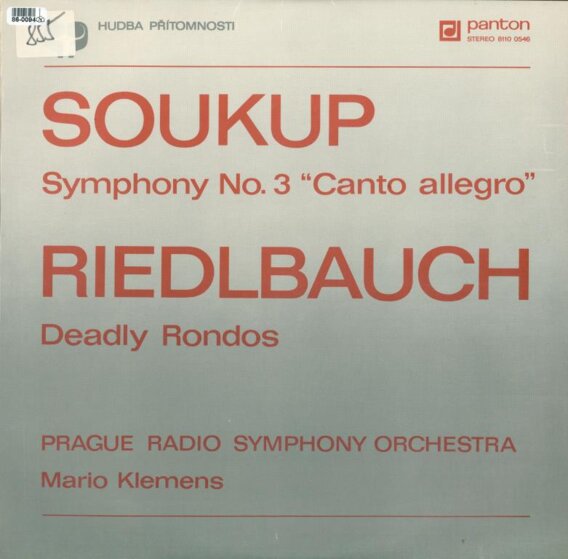 HUDBA PŘÍTOMNOSTI
panton
STEREO 8110 0546
SOUKUP
Symphony No. 3 “Canto allegro”
RIEDLBAUCH
Deadly Rondos
PRAGUE RADIO SYMPHONY ORCHESTRA
Mario Klemens